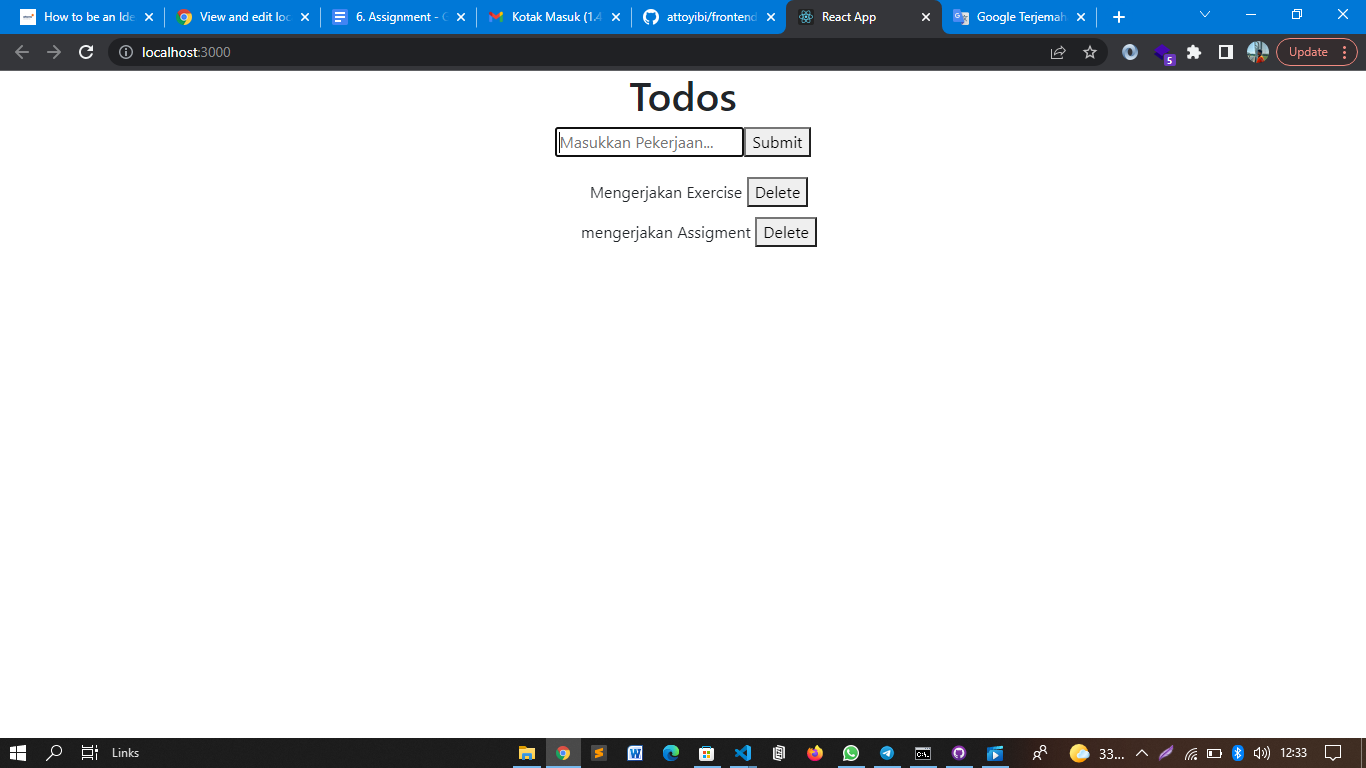 How to be an Ide
View and edit loc
6. Assignment - G
Kotak Masuk (1.4
attoyibi/frontend
React App
Google Terjemah
localhost:3000
5
Update
Todos
Masukkan Pekerjaan... Submit
Mengerjakan Exercise Delete
mengerjakan Assigment Delete
Links
33...
12:33